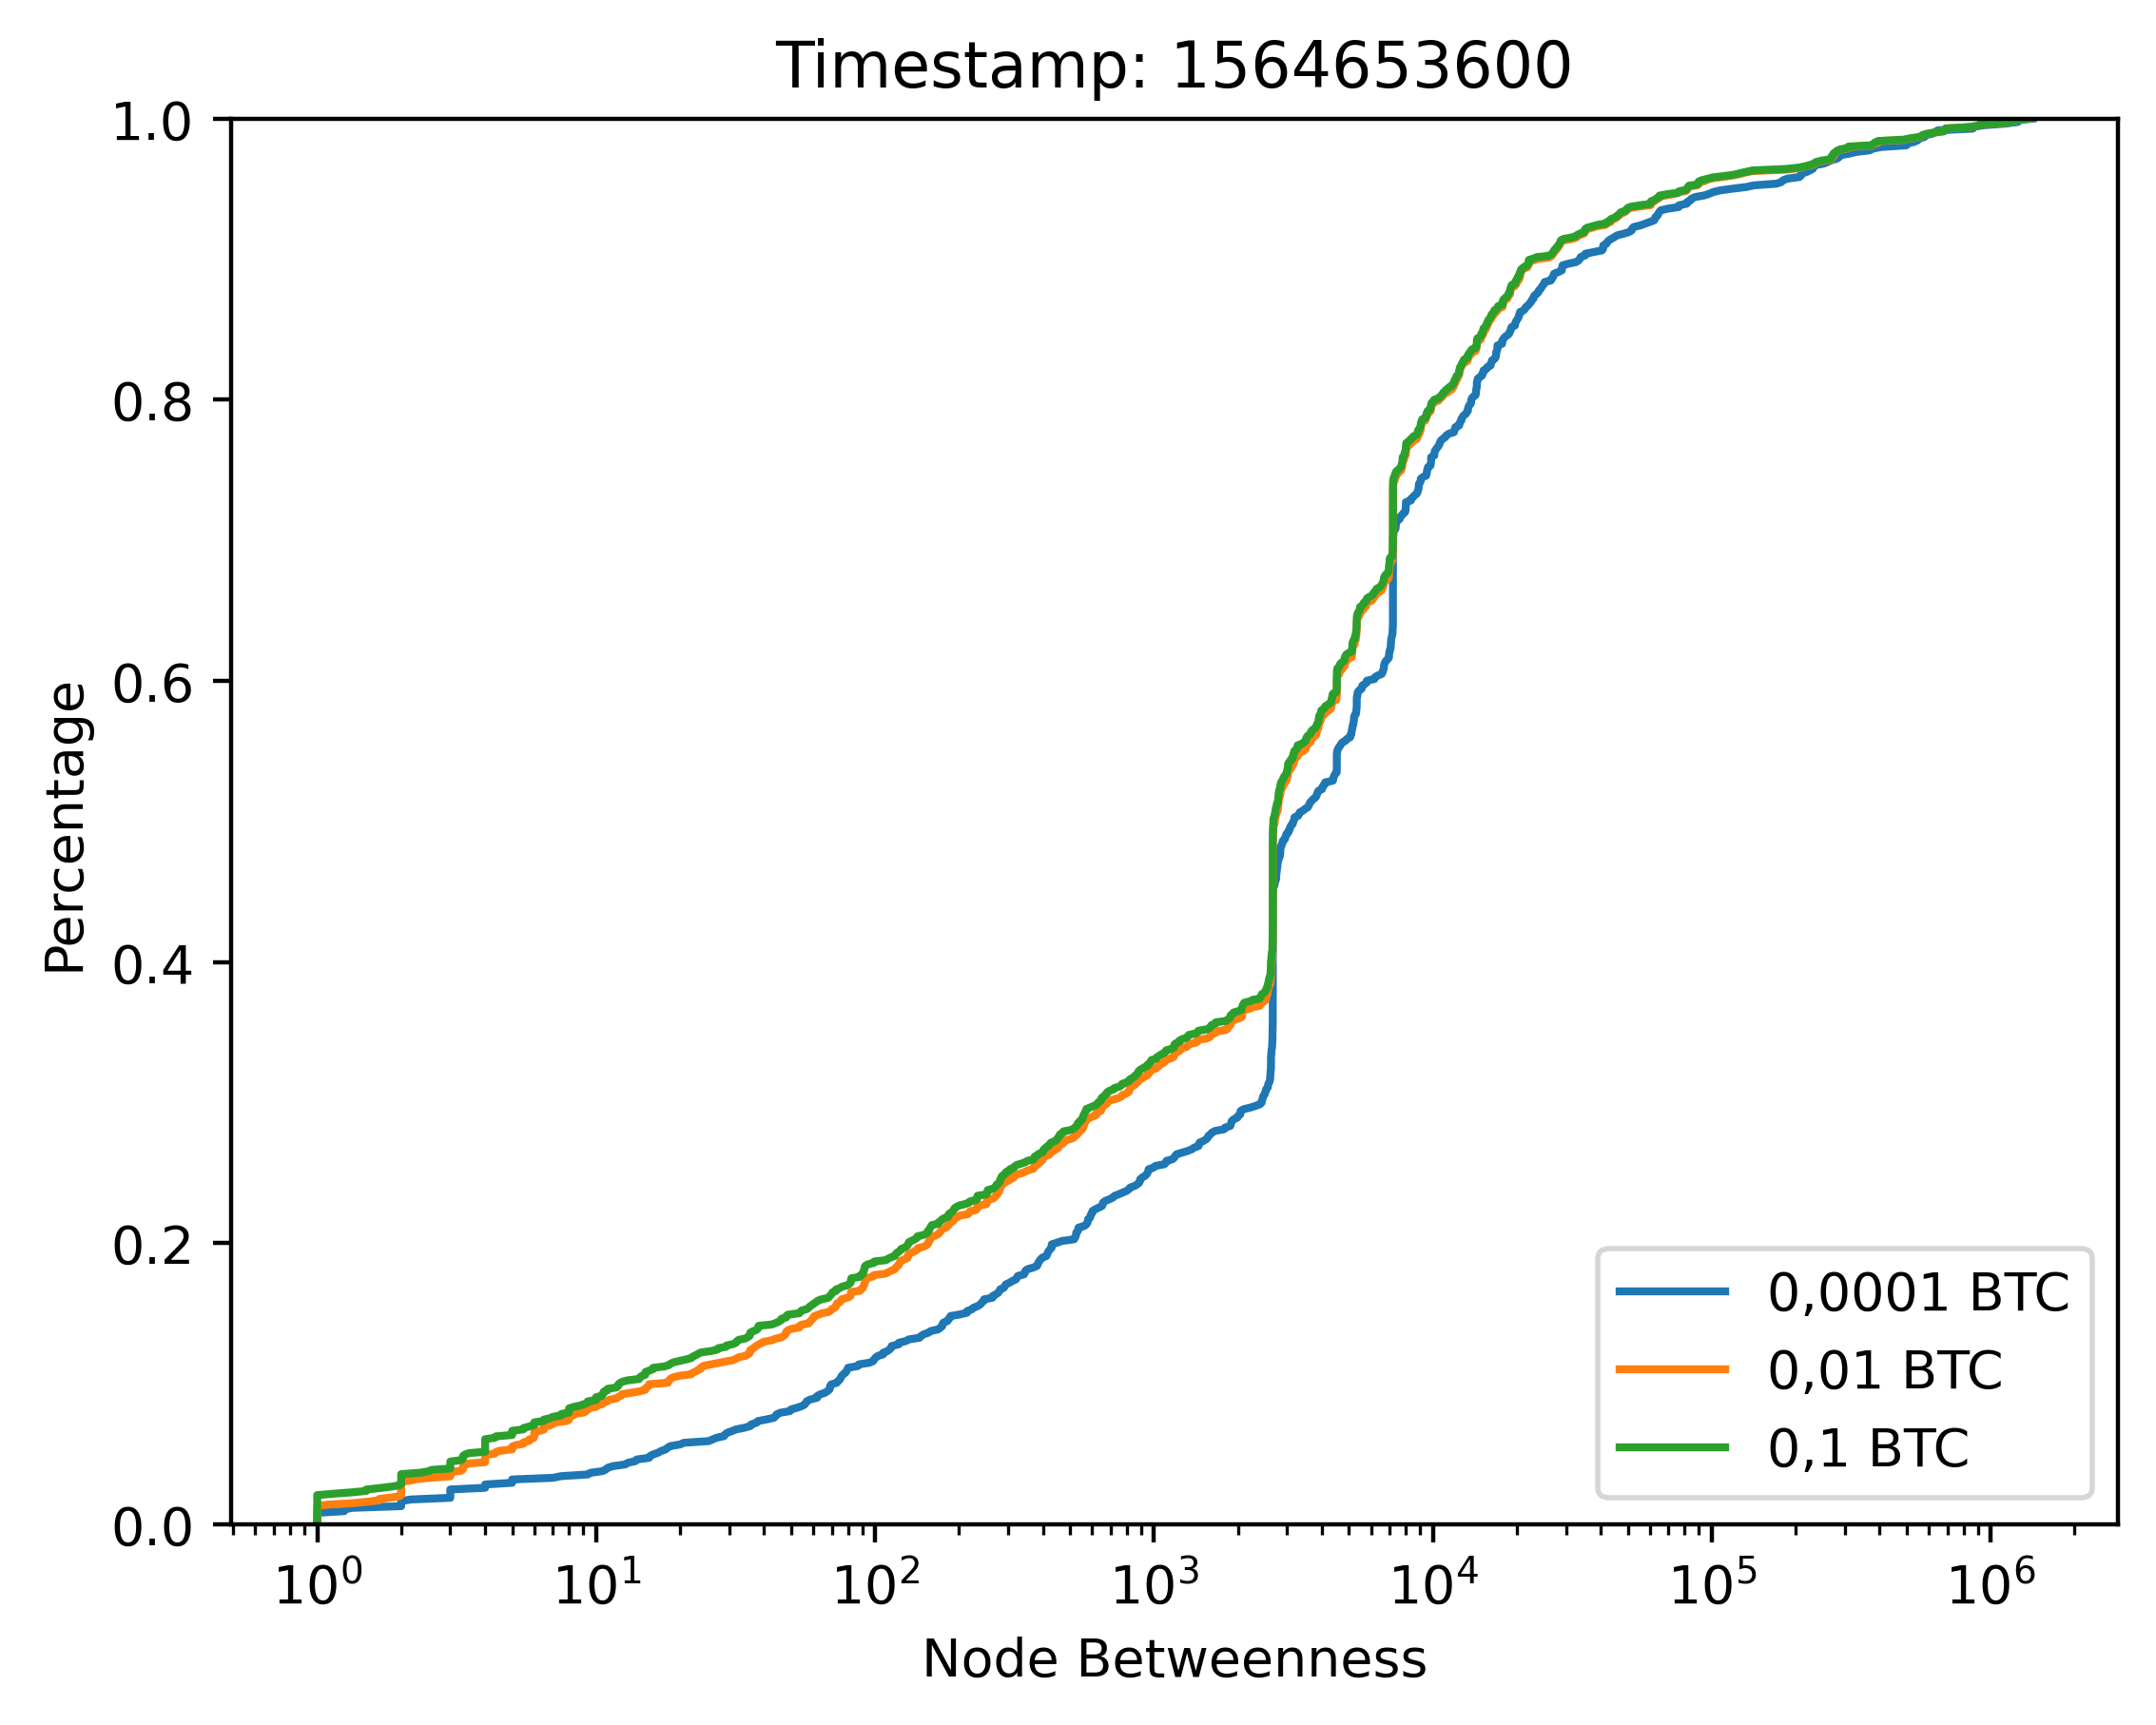 Timestamp: 1564653600
1.0
0.8
0.6
0.4
0.2
0.0
Percentage
10^0 10^1 10^2 10^3 10^4 10^5 10^6
Node Betweenness
0,0001 BTC
0,01 BTC
0,1 BTC